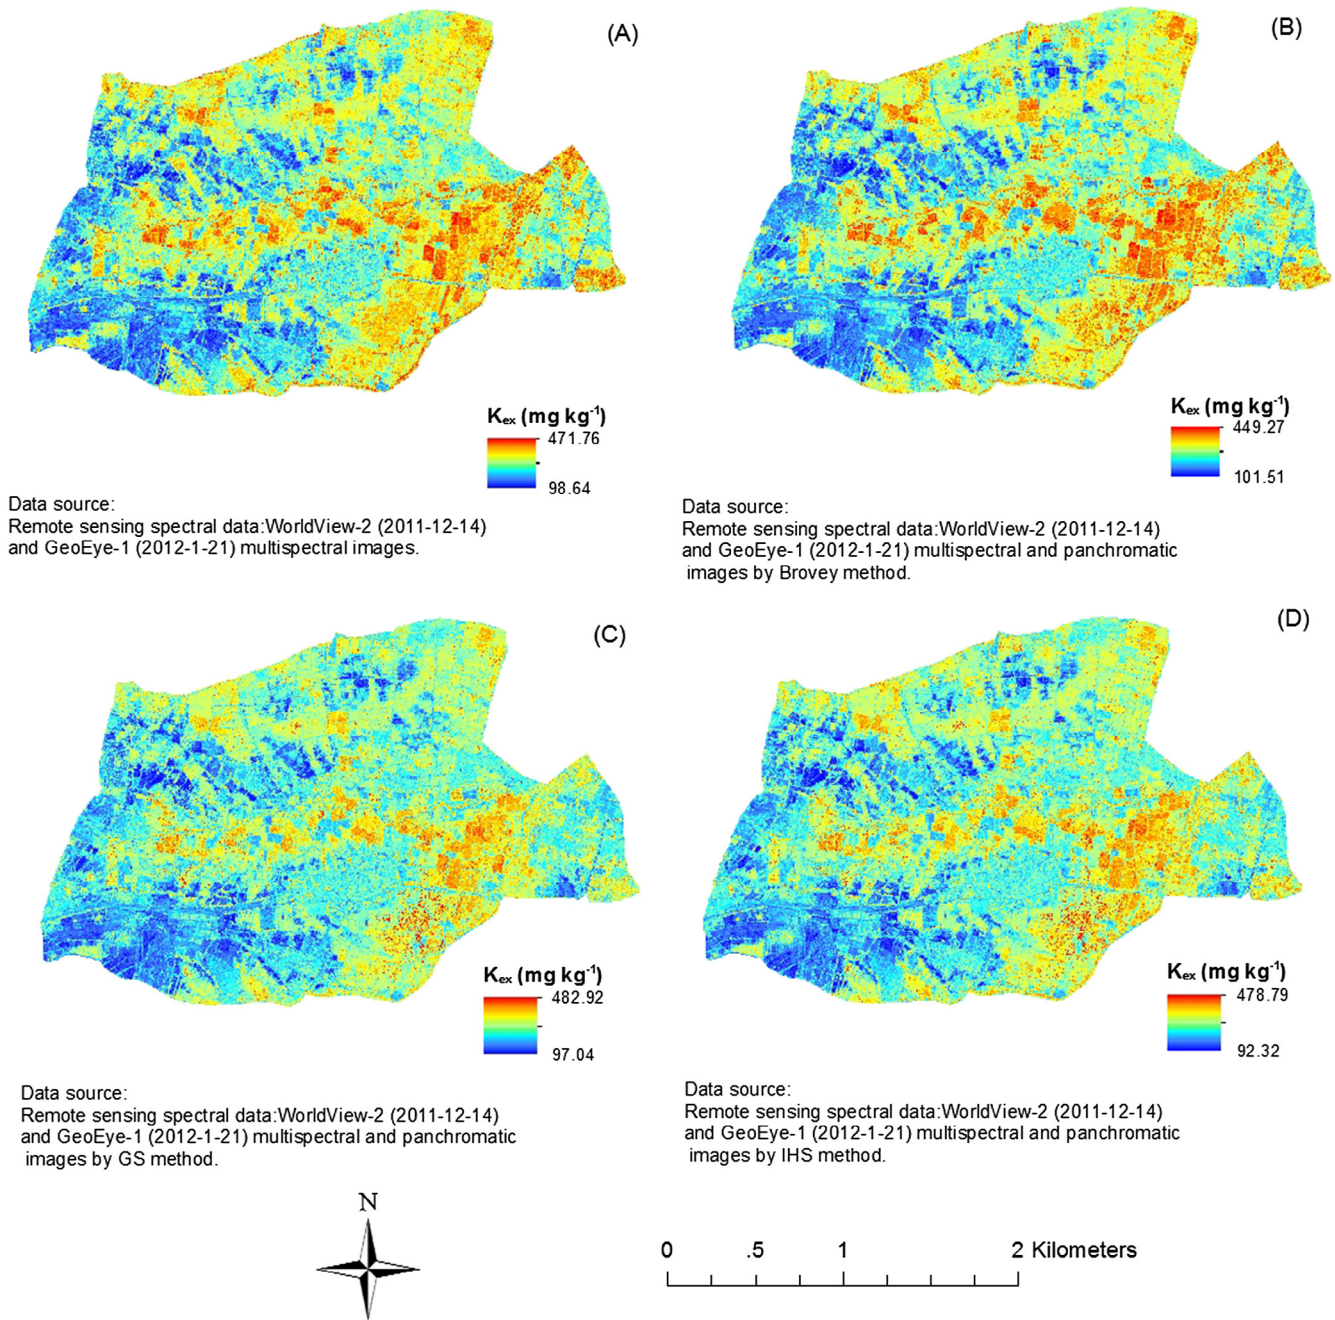 (A)
K_ex (mg kg⁻¹)
471.76
98.64
Data source:
Remote sensing spectral data:WorldView-2 (2011-12-14)
and GeoEye-1 (2012-1-21) multispectral images.
(B)
K_ex (mg kg⁻¹)
449.27
101.51
Data source:
Remote sensing spectral data:WorldView-2 (2011-12-14)
and GeoEye-1 (2012-1-21) multispectral and panchromatic
images by Brovey method.
(C)
K_ex (mg kg⁻¹)
482.92
97.04
Data source:
Remote sensing spectral data:WorldView-2 (2011-12-14)
and GeoEye-1 (2012-1-21) multispectral and panchromatic
images by GS method.
(D)
K_ex (mg kg⁻¹)
478.79
92.32
Data source:
Remote sensing spectral data:WorldView-2 (2011-12-14)
and GeoEye-1 (2012-1-21) multispectral and panchromatic
images by IHS method.
N
0 .5 1 2 Kilometers